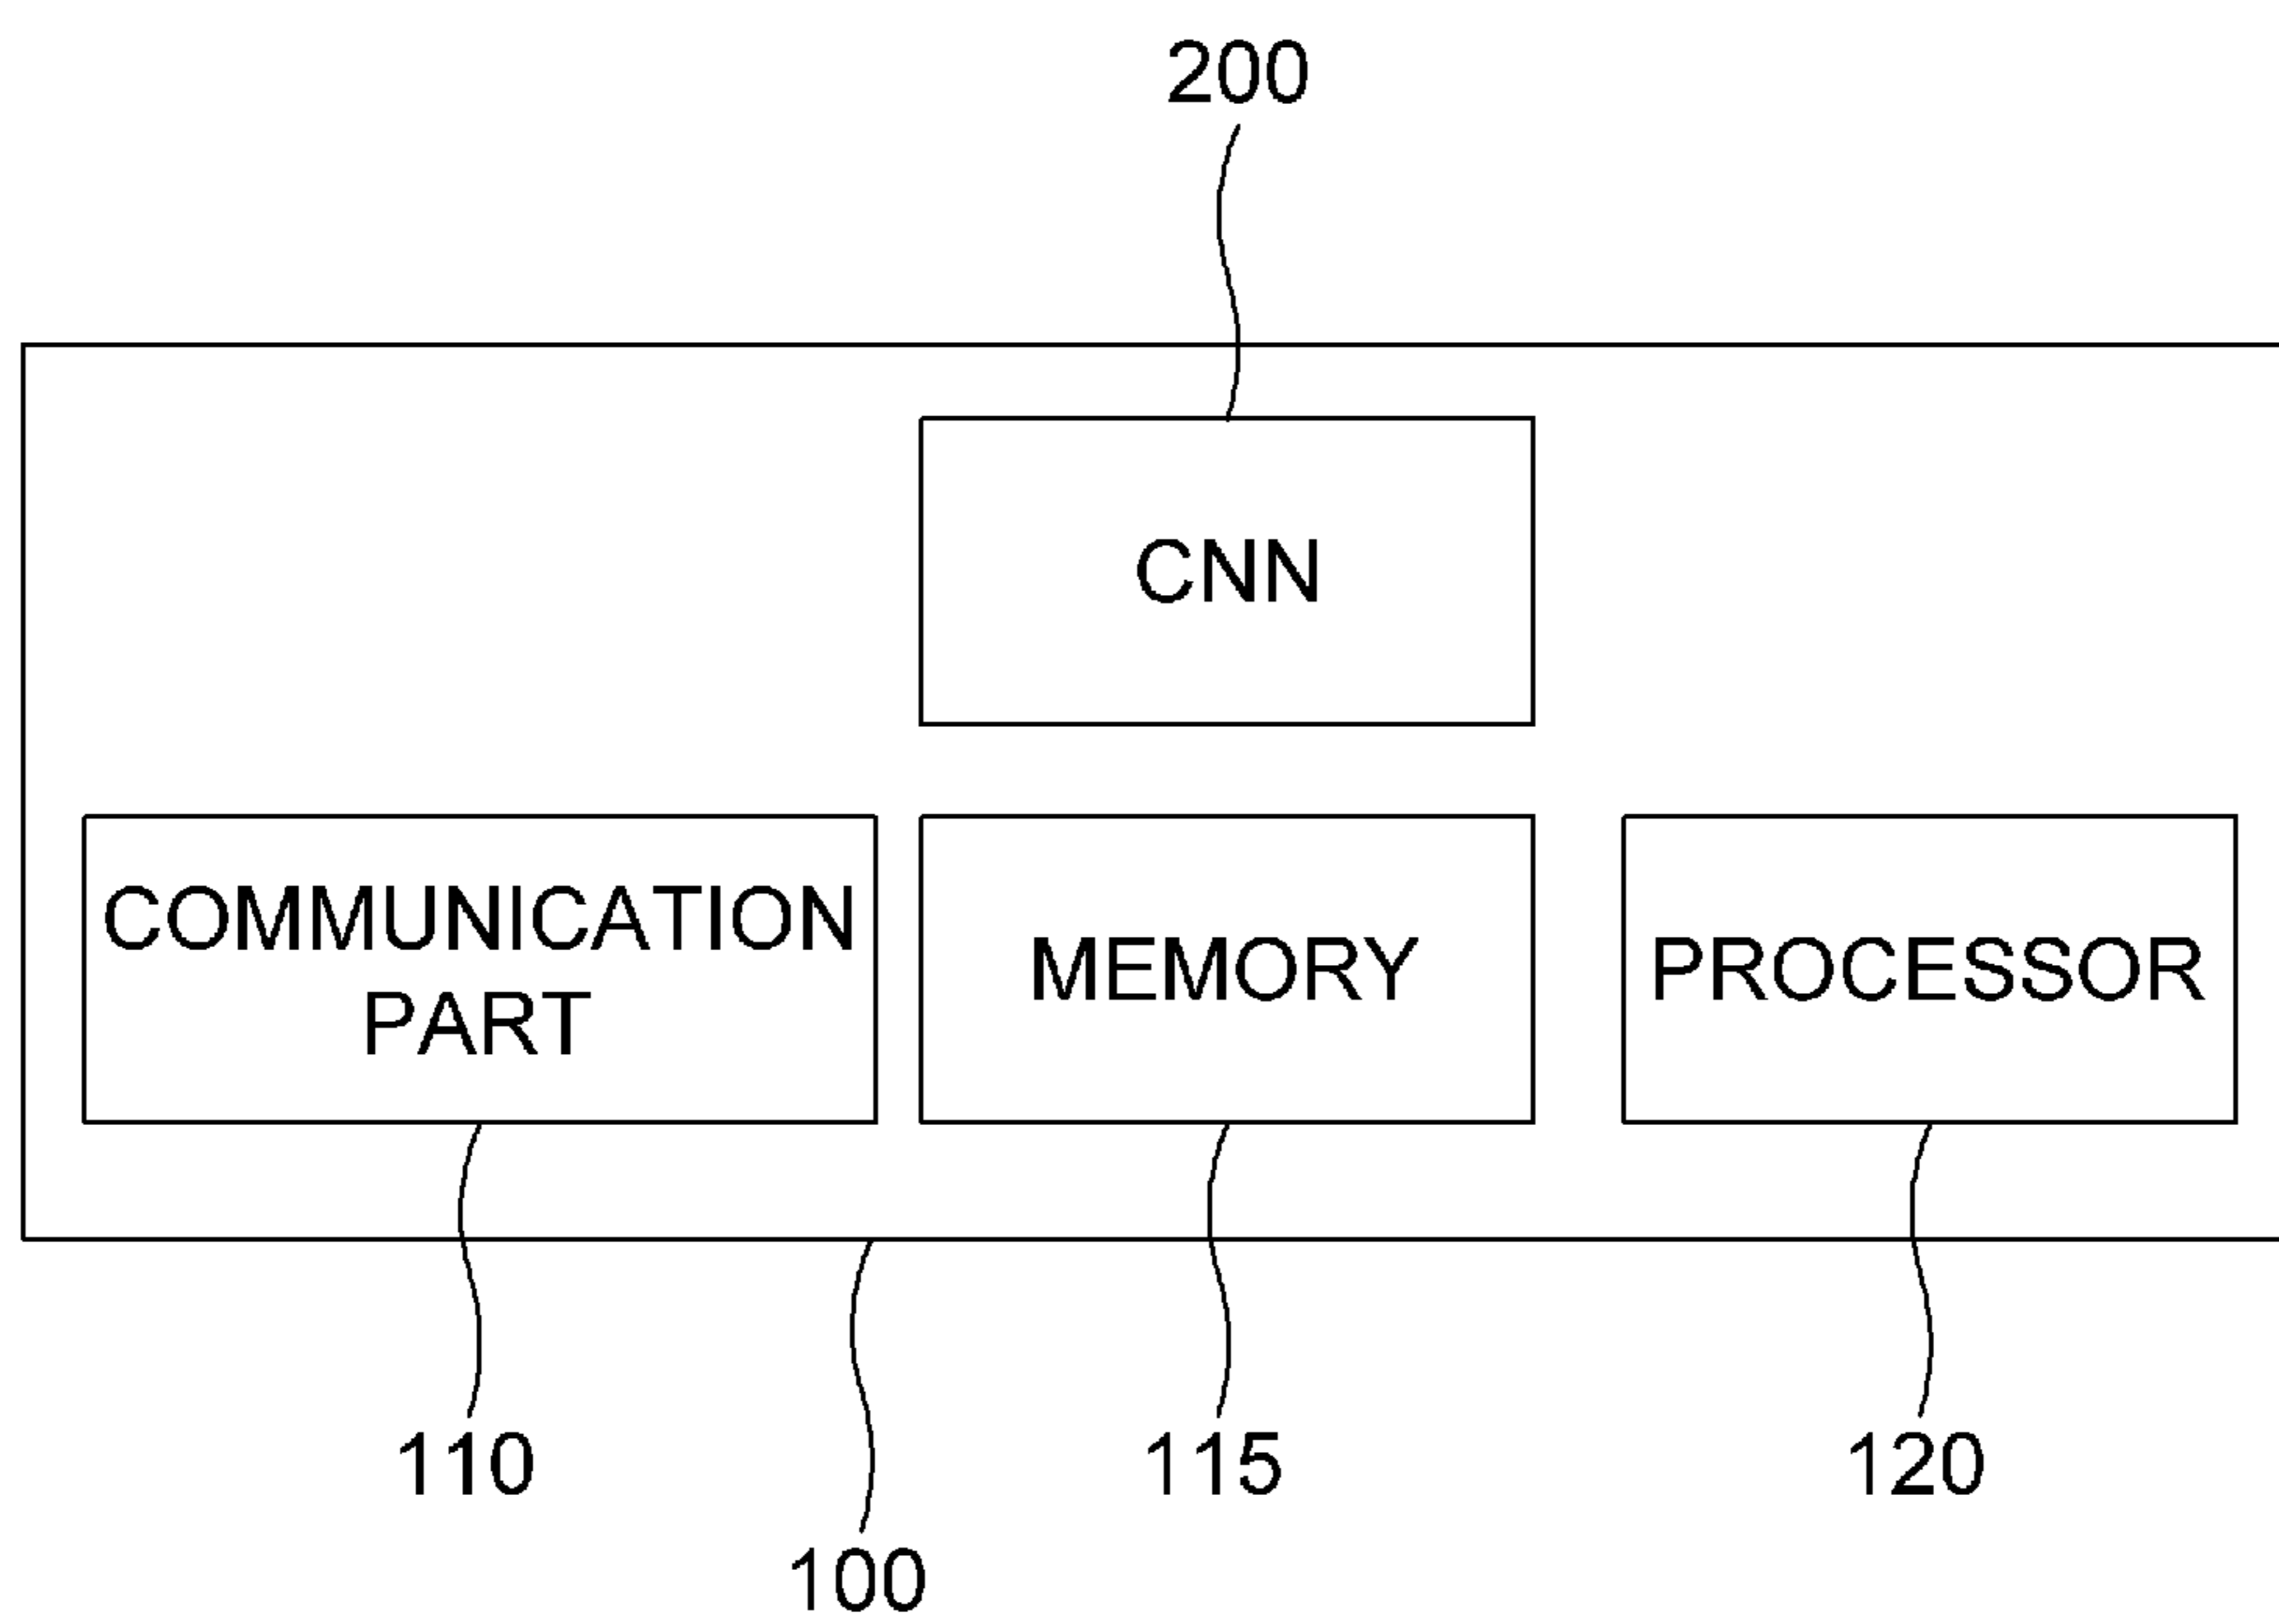 200
CNN
COMMUNICATION
PART
MEMORY
PROCESSOR
110
115
120
100